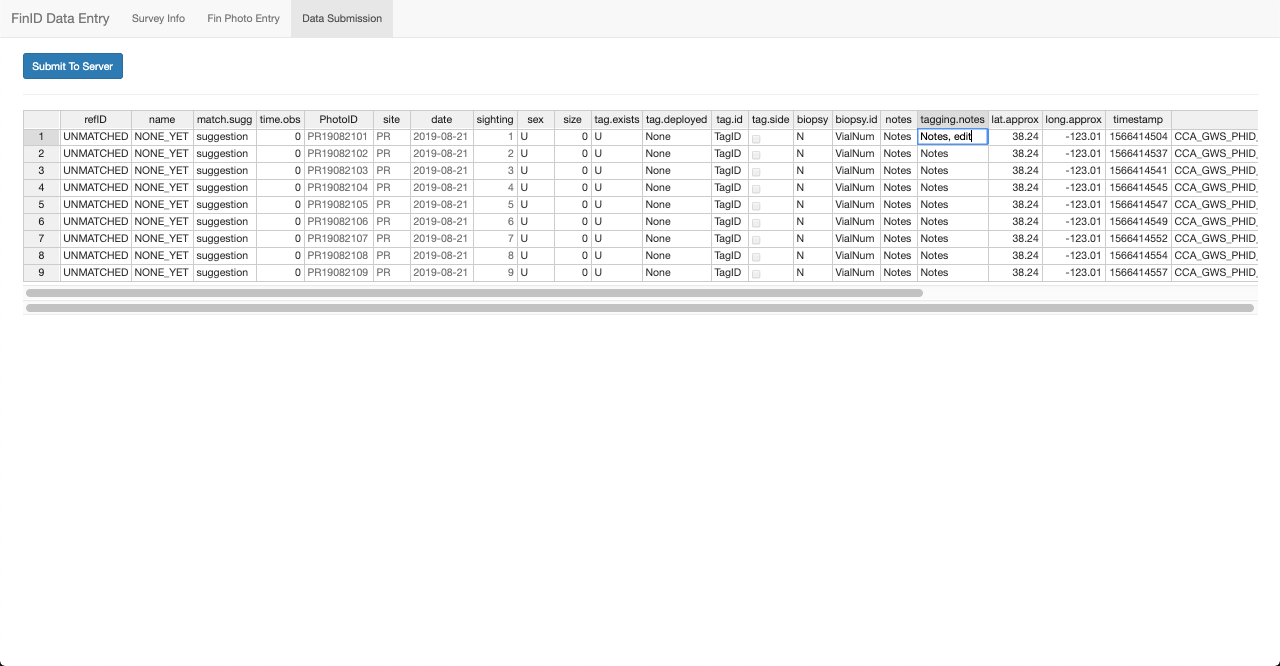 FinID Data Entry Survey Info Fin Photo Entry Data Submission
Submit To Server
refID name match.sugg time.obs PhotoID site date sighting sex size tag.exists tag.deployed tag.id tag.side biopsy biopsy.id notes tagging.notes lat.approx long.approx timestamp
1 UNMATCHED NONE_YET suggestion 0 PR19082101 PR 2019-08-21 1 U 0 U None TagID N VialNum Notes Notes, edit 38.24 -123.01 1566414504 CCA_GWS_PHID_
2 UNMATCHED NONE_YET suggestion 0 PR19082102 PR 2019-08-21 2 U 0 U None TagID N VialNum Notes Notes 38.24 -123.01 1566414537 CCA_GWS_PHID_
3 UNMATCHED NONE_YET suggestion 0 PR19082103 PR 2019-08-21 3 U 0 U None TagID N VialNum Notes Notes 38.24 -123.01 1566414541 CCA_GWS_PHID_
4 UNMATCHED NONE_YET suggestion 0 PR19082104 PR 2019-08-21 4 U 0 U None TagID N VialNum Notes Notes 38.24 -123.01 1566414545 CCA_GWS_PHID_
5 UNMATCHED NONE_YET suggestion 0 PR19082105 PR 2019-08-21 5 U 0 U None TagID N VialNum Notes Notes 38.24 -123.01 1566414547 CCA_GWS_PHID_
6 UNMATCHED NONE_YET suggestion 0 PR19082106 PR 2019-08-21 6 U 0 U None TagID N VialNum Notes Notes 38.24 -123.01 1566414549 CCA_GWS_PHID_
7 UNMATCHED NONE_YET suggestion 0 PR19082107 PR 2019-08-21 7 U 0 U None TagID N VialNum Notes Notes 38.24 -123.01 1566414552 CCA_GWS_PHID_
8 UNMATCHED NONE_YET suggestion 0 PR19082108 PR 2019-08-21 8 U 0 U None TagID N VialNum Notes Notes 38.24 -123.01 1566414554 CCA_GWS_PHID_
9 UNMATCHED NONE_YET suggestion 0 PR19082109 PR 2019-08-21 9 U 0 U None TagID N VialNum Notes Notes 38.24 -123.01 1566414557 CCA_GWS_PHID_